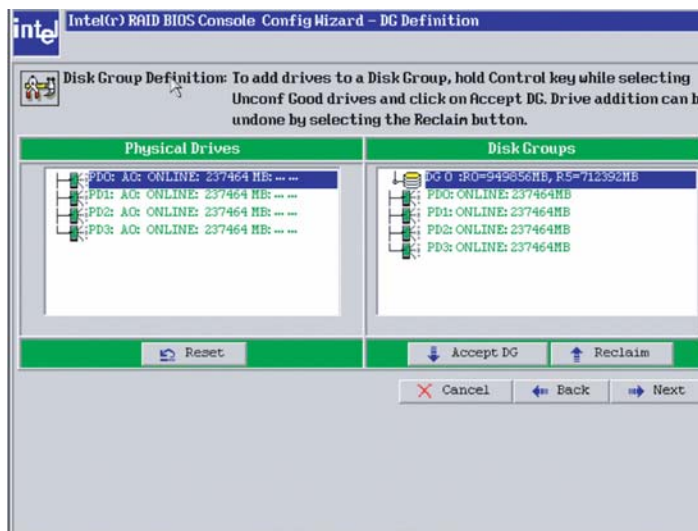 intel
Intel(r) RAID BIOS Console Config Wizard – DG Definition
Disk Group Definition: To add drives to a Disk Group, hold Control key while selecting
Unconf Good drives and click on Accept DG. Drive addition can b
undone by selecting the Reclaim button.
Physical Drives
PD0: A0: ONLINE: 237464 MB: --- ---
PD1: A0: ONLINE: 237464 MB: --- ---
PD2: A0: ONLINE: 237464 MB: --- ---
PD3: A0: ONLINE: 237464 MB: --- ---
Reset
Disk Groups
DG 0 :R0=949856MB, R5=712392MB
PD0: ONLINE: 237464MB
PD1: ONLINE: 237464MB
PD2: ONLINE: 237464MB
PD3: ONLINE: 237464MB
Accept DG
Reclaim
Cancel
Back
Next